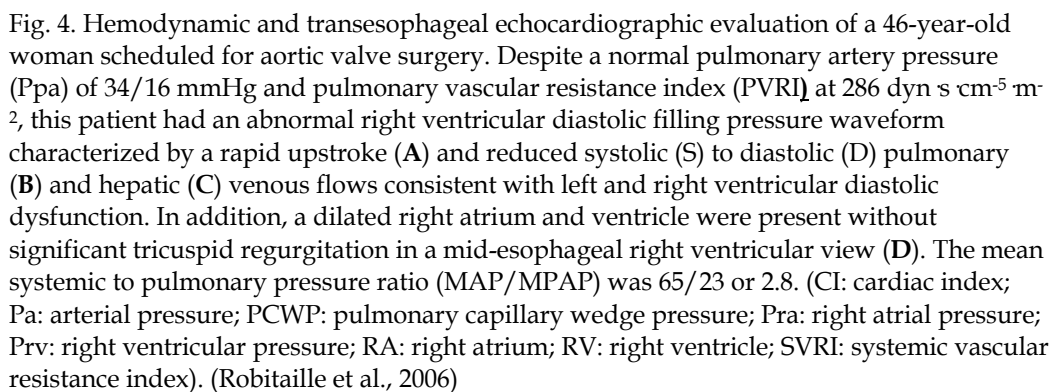 Fig. 4. Hemodynamic and transesophageal echocardiographic evaluation of a 46-year-old
woman scheduled for aortic valve surgery. Despite a normal pulmonary artery pressure
(Ppa) of 34/16 mmHg and pulmonary vascular resistance index (PVRI) at 286 dyn·s·cm-5·m-
2, this patient had an abnormal right ventricular diastolic filling pressure waveform
characterized by a rapid upstroke (A) and reduced systolic (S) to diastolic (D) pulmonary
(B) and hepatic (C) venous flows consistent with left and right ventricular diastolic
dysfunction. In addition, a dilated right atrium and ventricle were present without
significant tricuspid regurgitation in a mid-esophageal right ventricular view (D). The mean
systemic to pulmonary pressure ratio (MAP/MPAP) was 65/23 or 2.8. (CI: cardiac index;
Pa: arterial pressure; PCWP: pulmonary capillary wedge pressure; Pra: right atrial pressure;
Prv: right ventricular pressure; RA: right atrium; RV: right ventricle; SVRI: systemic vascular
resistance index). (Robitaille et al., 2006)